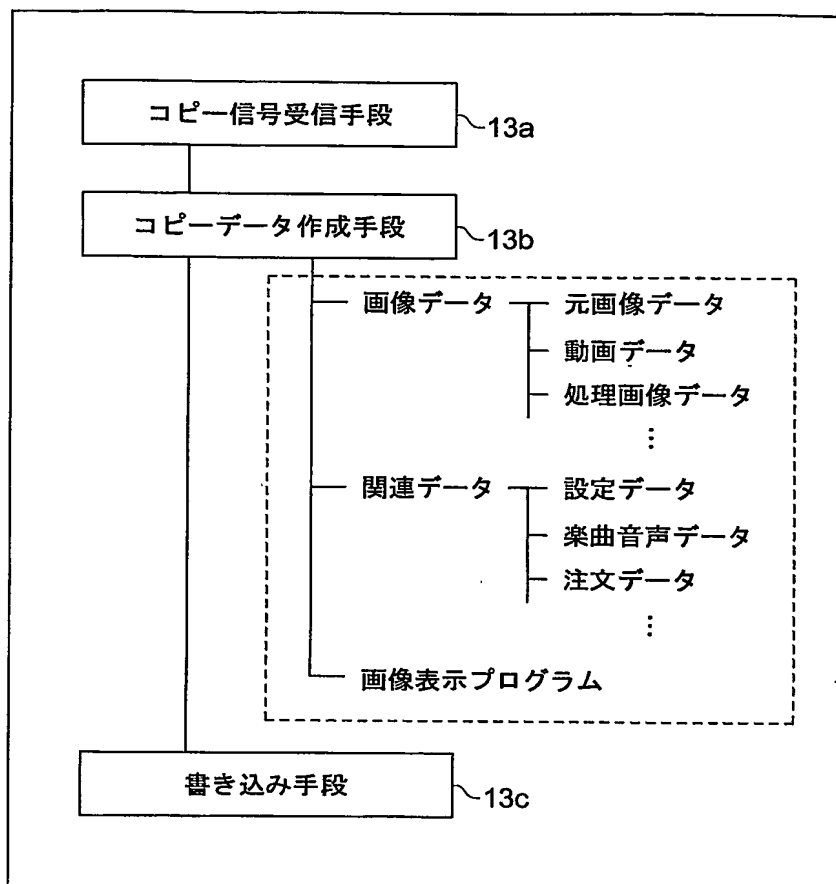 コピー信号受信手段 13a
コピーデータ作成手段 13b
画像データ 元画像データ
動画データ
処理画像データ
⋮
関連データ 設定データ
楽曲音声データ
注文データ
⋮
画像表示プログラム
書き込み手段 13c